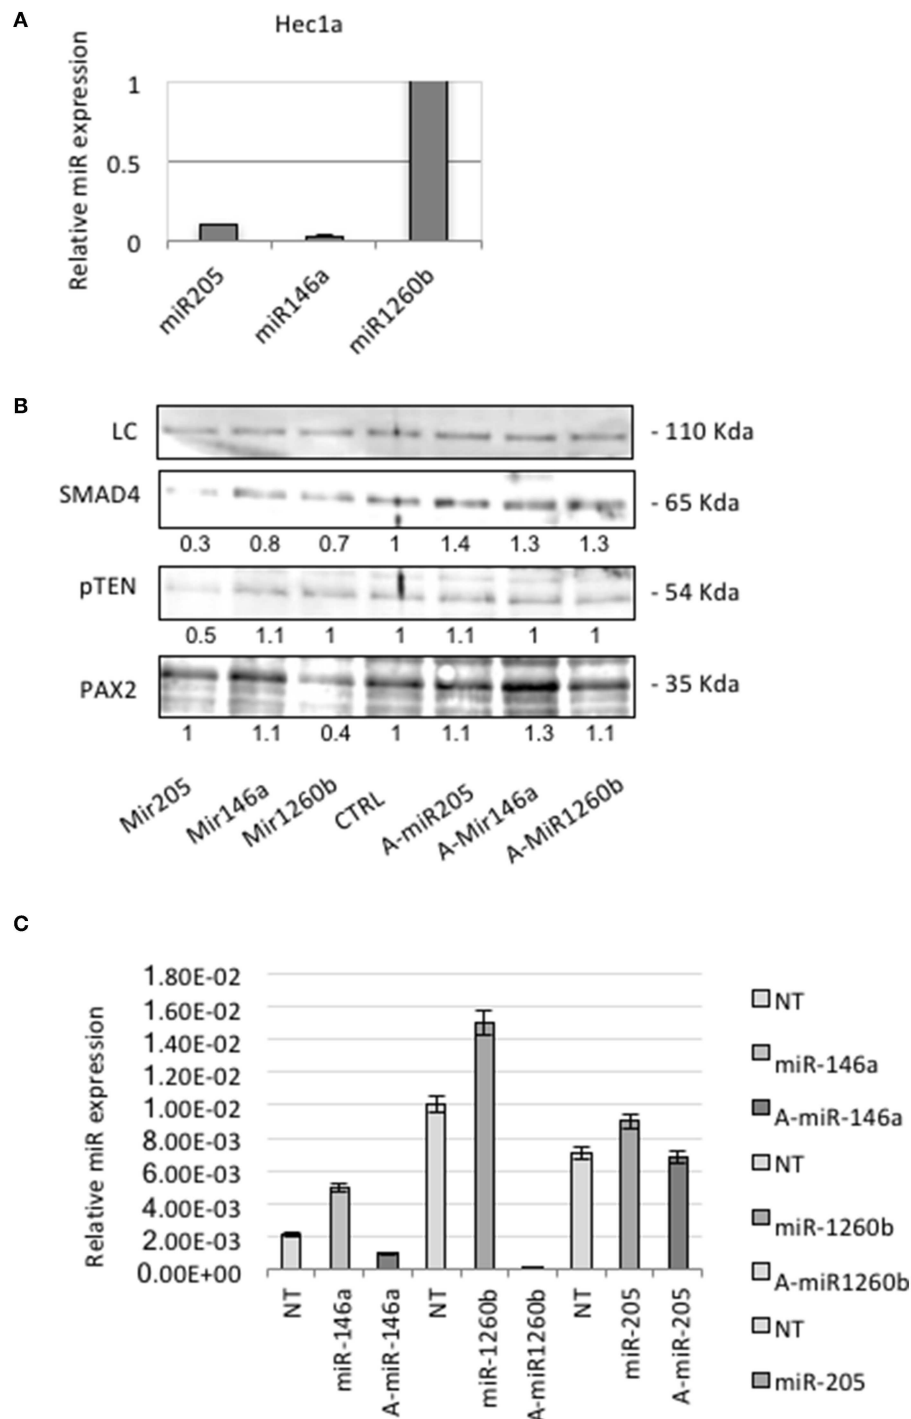 A
Hec1a
Relative miR expression
1
0.5
0
miR205
miR146a
miR1260b
B
LC
- 110 Kda
SMAD4
- 65 Kda
0.3 0.8 0.7 1 1.4 1.3 1.3
pTEN
- 54 Kda
0.5 1.1 1 1 1.1 1 1
PAX2
- 35 Kda
1 1.1 0.4 1 1.1 1.3 1.1
Mir205
Mir146a
Mir1260b
CTRL
A-miR205
A-Mir146a
A-MiR1260b
C
Relative miR expression
1.80E-02
1.60E-02
1.40E-02
1.20E-02
1.00E-02
8.00E-03
6.00E-03
4.00E-03
2.00E-03
0.00E+00
NT
miR-146a
A-miR-146a
NT
miR-1260b
A-miR1260b
NT
miR-205
A-miR-205
NT
miR-146a
A-miR-146a
NT
miR-1260b
A-miR1260b
NT
miR-205